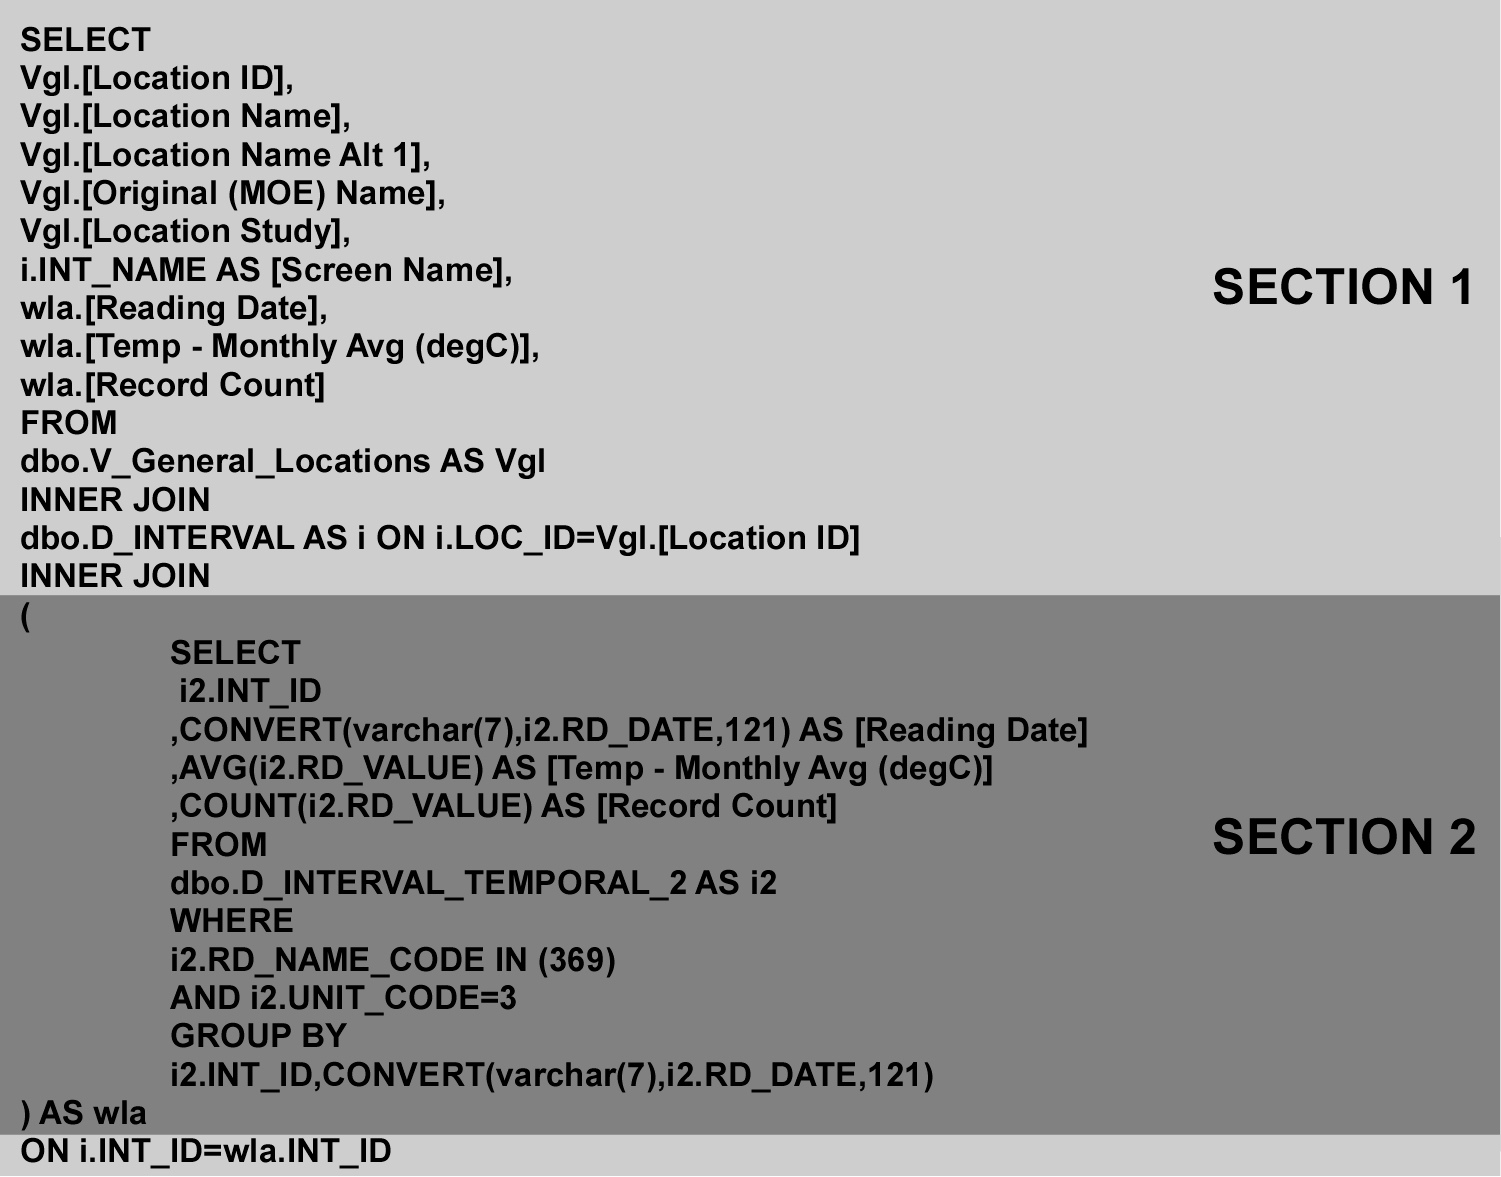 SELECT
Vgl.[Location ID],
Vgl.[Location Name],
Vgl.[Location Name Alt 1],
Vgl.[Original (MOE) Name],
Vgl.[Location Study],
i.INT_NAME AS [Screen Name],
wla.[Reading Date],
wla.[Temp - Monthly Avg (degC)],
wla.[Record Count]
FROM
dbo.V_General_Locations AS Vgl
INNER JOIN
dbo.D_INTERVAL AS i ON i.LOC_ID=Vgl.[Location ID]
INNER JOIN
SECTION 1
(
SELECT
i2.INT_ID
,CONVERT(varchar(7),i2.RD_DATE,121) AS [Reading Date]
,AVG(i2.RD_VALUE) AS [Temp - Monthly Avg (degC)]
,COUNT(i2.RD_VALUE) AS [Record Count]
FROM
dbo.D_INTERVAL_TEMPORAL_2 AS i2
WHERE
i2.RD_NAME_CODE IN (369)
AND i2.UNIT_CODE=3
GROUP BY
i2.INT_ID,CONVERT(varchar(7),i2.RD_DATE,121)
) AS wla
SECTION 2
ON i.INT_ID=wla.INT_ID